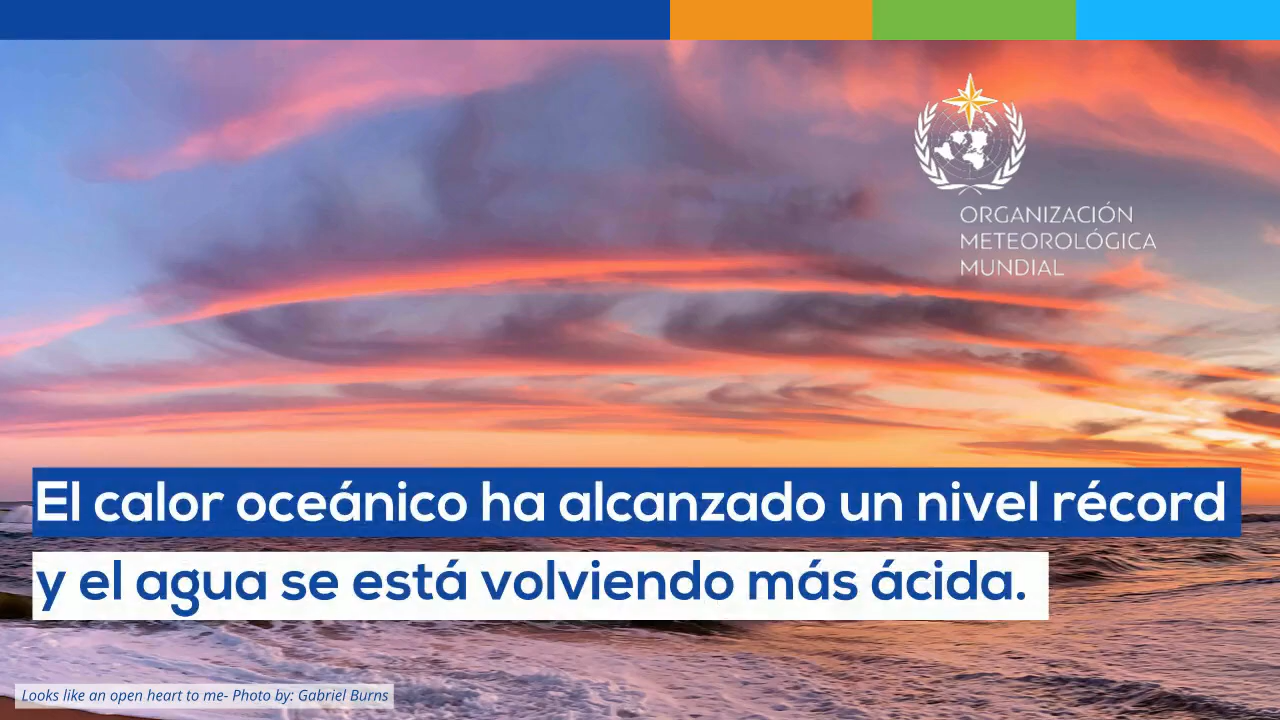 ORGANIZACIÓN
METEOROLÓGICA
MUNDIAL
El calor oceánico ha alcanzado un nivel récord
y el agua se está volviendo más ácida.
Looks like an open heart to me- Photo by: Gabriel Burns